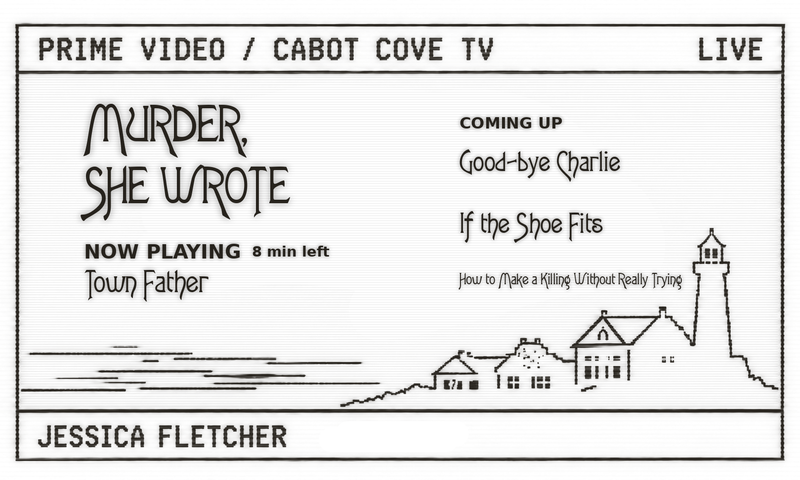 PRIME VIDEO / CABOT COVE TV
LIVE
MURDER,
SHE WROTE
NOW PLAYING 8 min left
Town Father
COMING UP
Good-bye Charlie
If the Shoe Fits
How to Make a Killing Without Really Trying
JESSICA FLETCHER